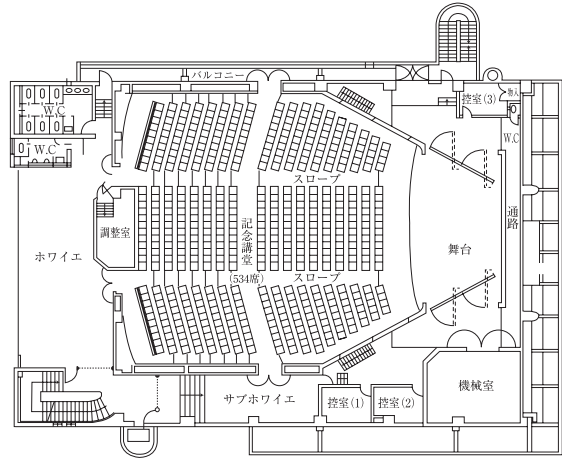 バルコニー
W.C
W.C
控室(3)
物入
W.C
スロープ
通路
調整室
記念講堂
(534席)
舞台
ホワイエ
スロープ
機械室
サブホワイエ
控室(1)
控室(2)